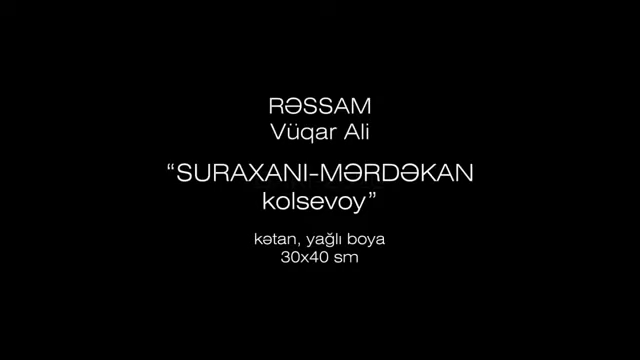 RƏSSAM
Vüqar Ali
“SURAXANI-MƏRDƏKAN
kolsevoy”
kətan, yağlı boya
30x40 sm